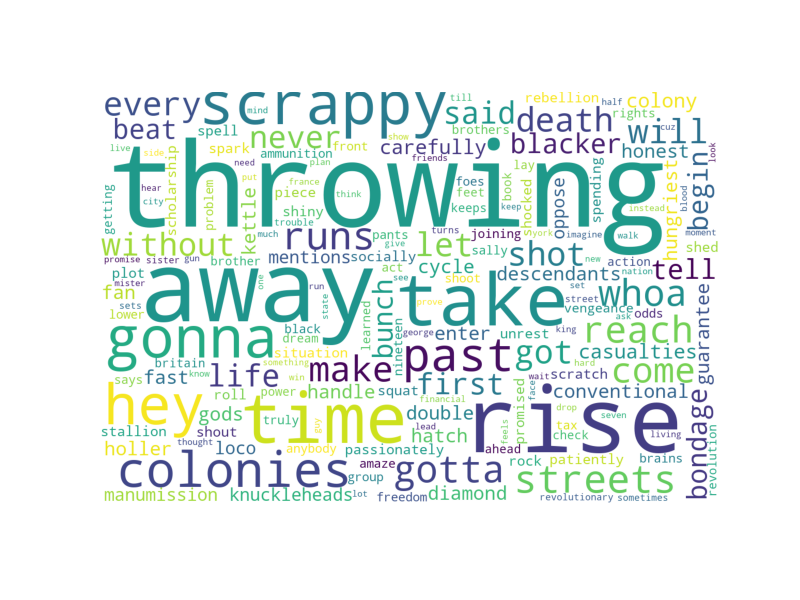 every scrappy said death rebellion half colony
till
mind beat spell never carefully blacker will rights cuz
brothers honest
live spark ammunition front lay begin look
throwing
side scholarship need plan friends show
hear put france think piece foes feet book shocked oppose spending hungriest blood instead
getting problem city kettle shiny keeps keep york imagine walk moment
without runs trouble turns joining new shed
much pants give let sally shot action tell
promise sister gun brother mentions socially descendants nation
plot act cycle see set whoa
mister fan away take shoot street vengeance
lower sets run one state prove george king odds ask
black nineteen enter unrest reach guarantee
gonna dream learned bunch past got casualties
britain situation make something hard come
says fast know life win squat first wait scratch
roll power handle financial face conventional
hey gods truly time guy double feels promised drop seven living
stallion shout lead rise tax bondage
holler thought loco anybody passionately hatch ahead rock check patiently brains
colonies amaze group gotta streets revolution
manumission knuckleheads lot freedom diamond revolutionary sometimes